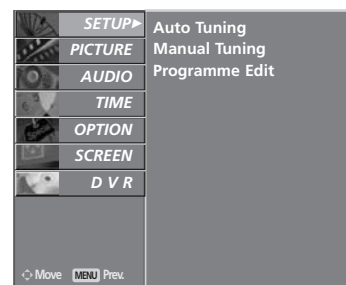 SETUP
PICTURE
AUDIO
TIME
OPTION
SCREEN
D V R
Auto Tuning
Manual Tuning
Programme Edit
Move MENU Prev.